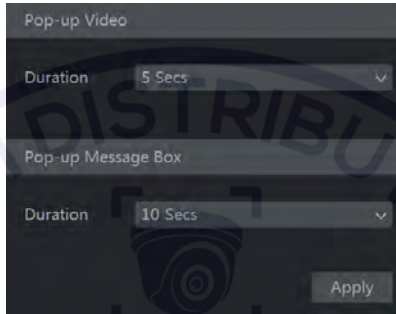 Pop-up Video
Duration 5 Secs
DISTRIBU
Pop-up Message Box
Duration 10 Secs
Apply